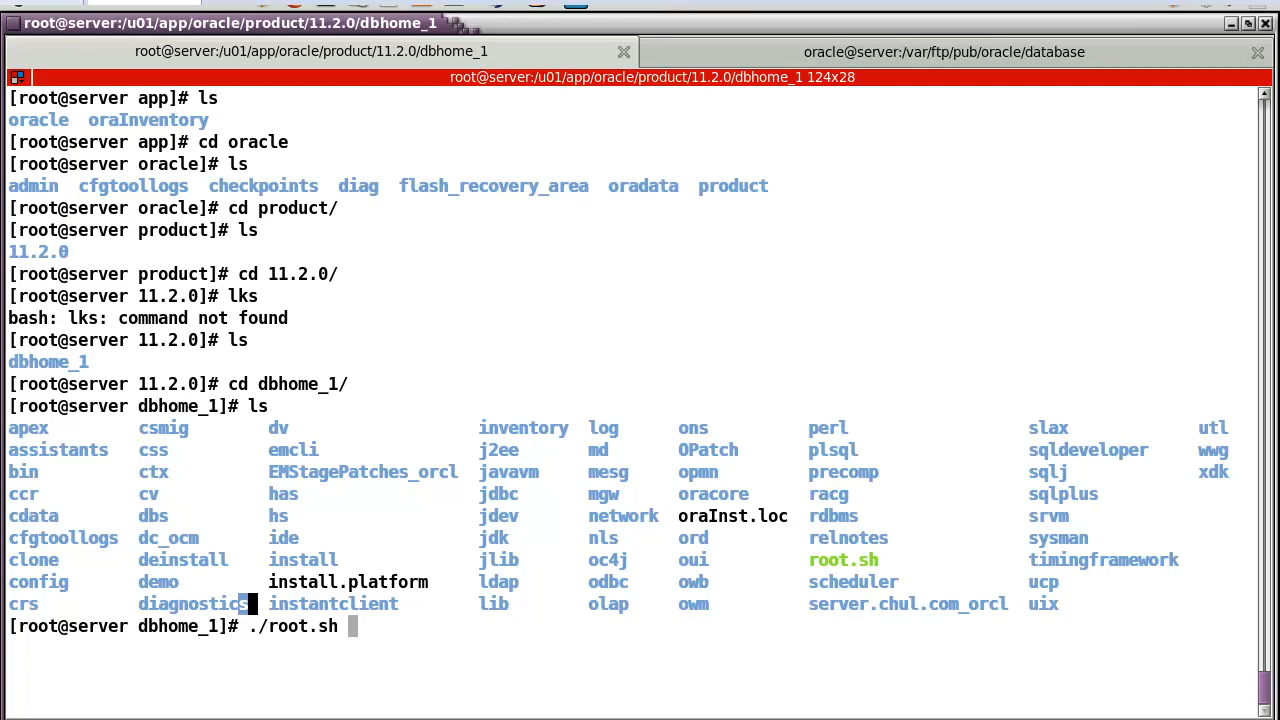 root@server:/u01/app/oracle/product/11.2.0/dbhome_1
root@server:/u01/app/oracle/product/11.2.0/dbhome_1 oracle@server:/var/ftp/pub/oracle/database
root@server:/u01/app/oracle/product/11.2.0/dbhome_1 124x28
[root@server app]# ls
oracle  oraInventory
[root@server app]# cd oracle
[root@server oracle]# ls
admin  cfgtoollogs  checkpoints  diag  flash_recovery_area  oradata  product
[root@server oracle]# cd product/
[root@server product]# ls
11.2.0
[root@server product]# cd 11.2.0/
[root@server 11.2.0]# lks
bash: lks: command not found
[root@server 11.2.0]# ls
dbhome_1
[root@server 11.2.0]# cd dbhome_1/
[root@server dbhome_1]# ls
apex         csmig        dv                    inventory  log      ons          perl                  slax             utl
assistants   css          emcli                 j2ee       md       OPatch       plsql                 sqldeveloper     wwg
bin          ctx          EMStagePatches_orcl   javavm     mesg     opmn         precomp               sqlj             xdk
ccr          cv           has                   jdbc       mgw      oracore      racg                  sqlplus
cdata        dbs          hs                    jdev       network  oraInst.loc  rdbms                 srvm
cfgtoollogs  dc_ocm       ide                   jdk        nls      ord          relnotes              sysman
clone        deinstall    install               jlib       oc4j     oui          root.sh               timingframework
config       demo         install.platform      ldap       odbc     owb          scheduler             ucp
crs          diagnostics  instantclient         lib        olap     owm          server.chul.com_orcl  uix
[root@server dbhome_1]# ./root.sh